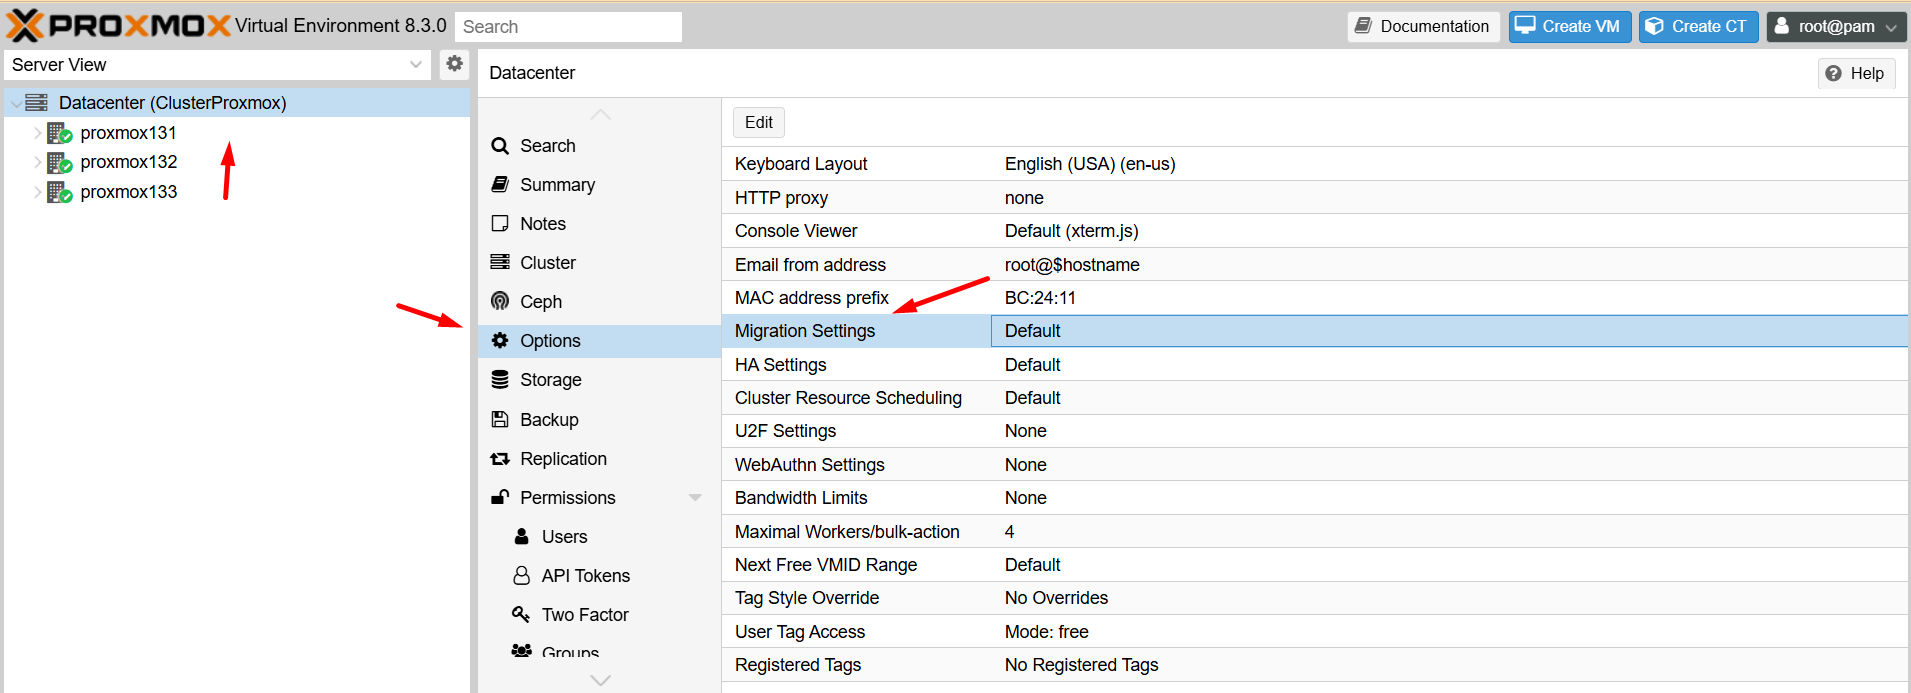 PROXMOX Virtual Environment 8.3.0 Search Documentation Create VM Create CT root@pam
Server View
Datacenter (ClusterProxmox)
proxmox131
proxmox132
proxmox133
Datacenter Help
Search
Summary
Notes
Cluster
Ceph
Options
Storage
Backup
Replication
Permissions
Users
API Tokens
Two Factor
Groups
Edit
Keyboard Layout English (USA) (en-us)
HTTP proxy none
Console Viewer Default (xterm.js)
Email from address root@$hostname
MAC address prefix BC:24:11
Migration Settings Default
HA Settings Default
Cluster Resource Scheduling Default
U2F Settings None
WebAuthn Settings None
Bandwidth Limits None
Maximal Workers/bulk-action 4
Next Free VMID Range Default
Tag Style Override No Overrides
User Tag Access Mode: free
Registered Tags No Registered Tags